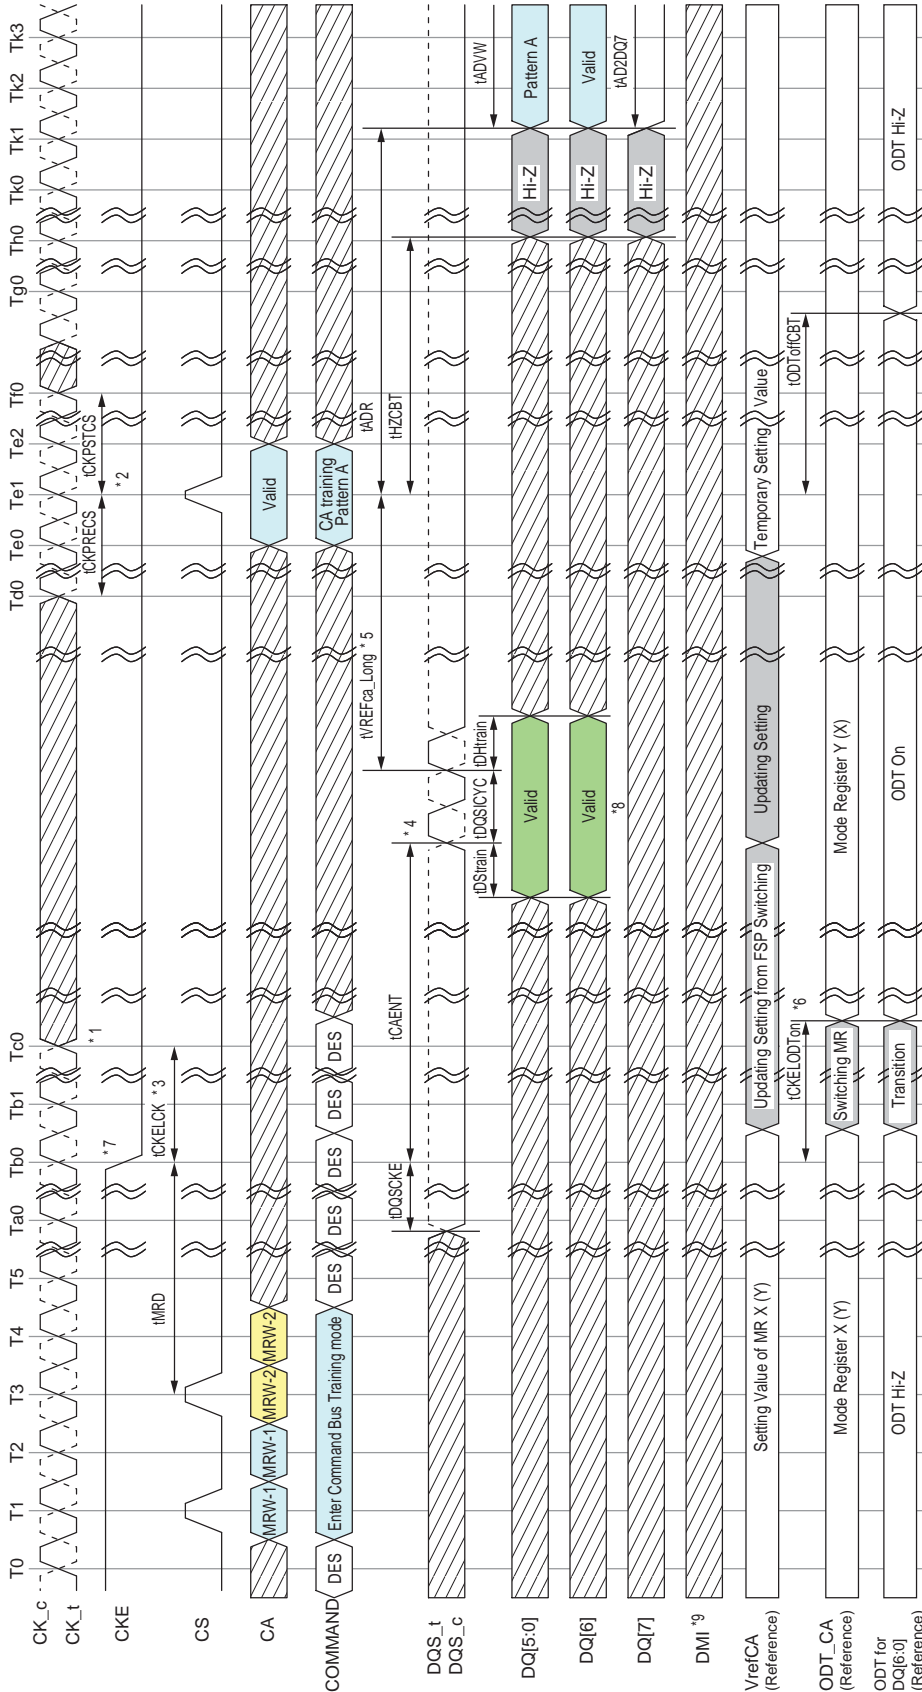 T0 T1 T2 T3 T4 T5 Ta0 Tb0 Tb1 Tc0 Td0 Te0 Te1 Te2 Tf0 Tg0 Th0 Tk0 Tk1 Tk2 Tk3
CK_c
CK_t
tCKPRECS tCKPSTCS
*1 *2
CKE
*7
tMRD tCKELCK *3
CS
CA
MRW-1 MRW-1 MRW-2 MRW-2 Valid
COMMAND
DES Enter Command Bus Training mode DES DES DES DES DES CA training
Pattern A
tADR
tVREFca_Long *5
tDQSCKE tCAENT *4 tHZCBT
DQS_t
DQS_c
tDStrain tDQSICYC tDHtrain tADVW
DQ[5:0]
Valid Hi-Z Pattern A
DQ[6]
Valid Hi-Z Valid
*8
DQ[7]
Hi-Z
tAD2DQ7
DMI *9
VrefCA
(Reference)
Setting Value of MR X (Y) Updating Setting from FSP Switching Updating Setting Temporary Setting Value
tCKELODTon *6 tODToffCBT
ODT_CA
(Reference)
Mode Register X (Y) Switching MR Mode Register Y (X)
ODT for
DQ[6:0]
(Reference)
ODT Hi-Z Transition ODT On ODT Hi-Z